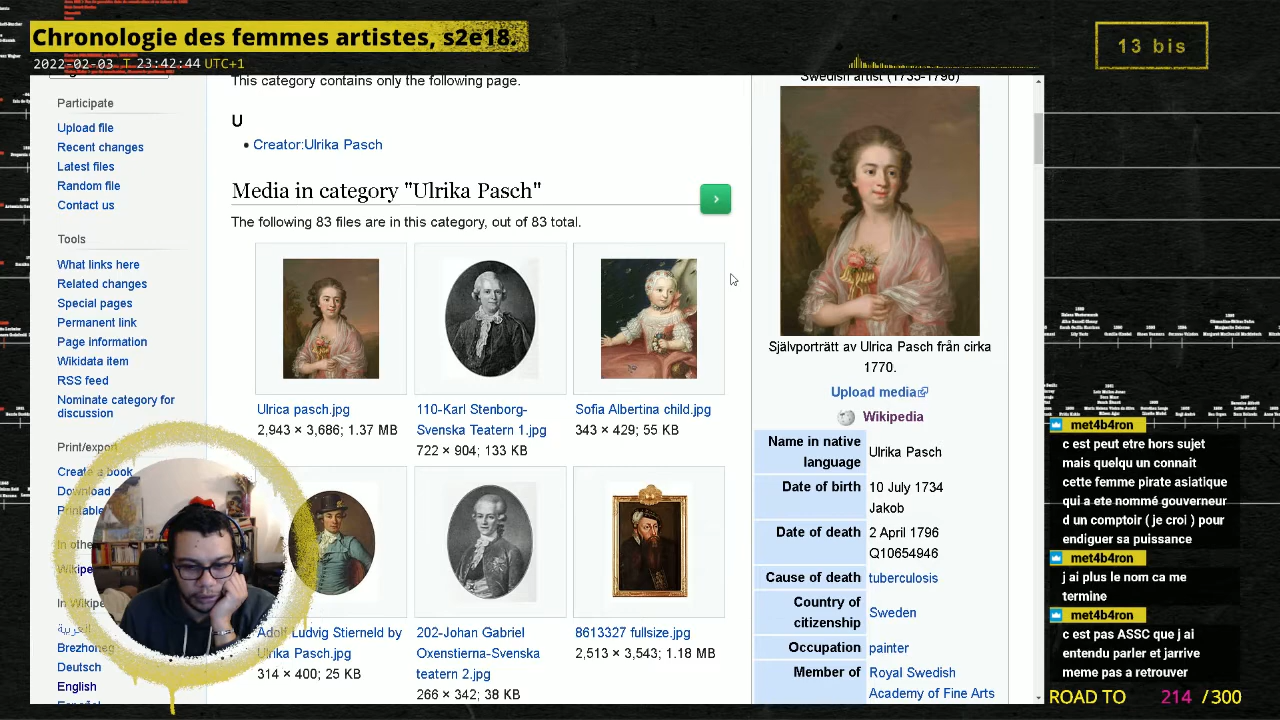 Chronologie des femmes artistes, s2e18.
2022-02-03 T 23:42:44 UTC+1
13 bis
Participate
Upload file
Recent changes
Latest files
Random file
Contact us
Tools
What links here
Related changes
Special pages
Permanent link
Page information
Wikidata item
RSS feed
Nominate category for
discussion
Print/export
Create a book
Download
Printable
In other
In Wikipe
العربية
Brezhoneg
Deutsch
English
Español
This category contains only the following page.
U
Creator:Ulrika Pasch
Media in category "Ulrika Pasch"
The following 83 files are in this category, out of 83 total.
Ulrica pasch.jpg
2,943 × 3,686; 1.37 MB
110-Karl Stenborg-
Svenska Teatern 1.jpg
722 × 904; 133 KB
Sofia Albertina child.jpg
343 × 429; 55 KB
Adolf Ludvig Stierneld by
Ulrika Pasch.jpg
314 × 400; 25 KB
202-Johan Gabriel
Oxenstierna-Svenska
teatern 2.jpg
266 × 342; 38 KB
8613327 fullsize.jpg
2,513 × 3,543; 1.18 MB
Swedish artist (1735-1796)
Självporträtt av Ulrica Pasch från cirka
1770.
Upload media
Wikipedia
Name in native
language
Ulrika Pasch
Date of birth
10 July 1734
Jakob
Date of death
2 April 1796
Q10654946
Cause of death
tuberculosis
Country of
citizenship
Sweden
Occupation
painter
Member of
Royal Swedish
Academy of Fine Arts
met4b4ron
c est peut etre hors sujet
mais quelqu un connait
cette femme pirate asiatique
qui a ete nommé gouverneur
d un comptoir ( je croi ) pour
endiguer sa puissance
met4b4ron
j ai plus le nom ca me
termine
met4b4ron
c est pas ASSC que j ai
entendu parler et jarrive
meme pas a retrouver
ROAD TO 214 /300